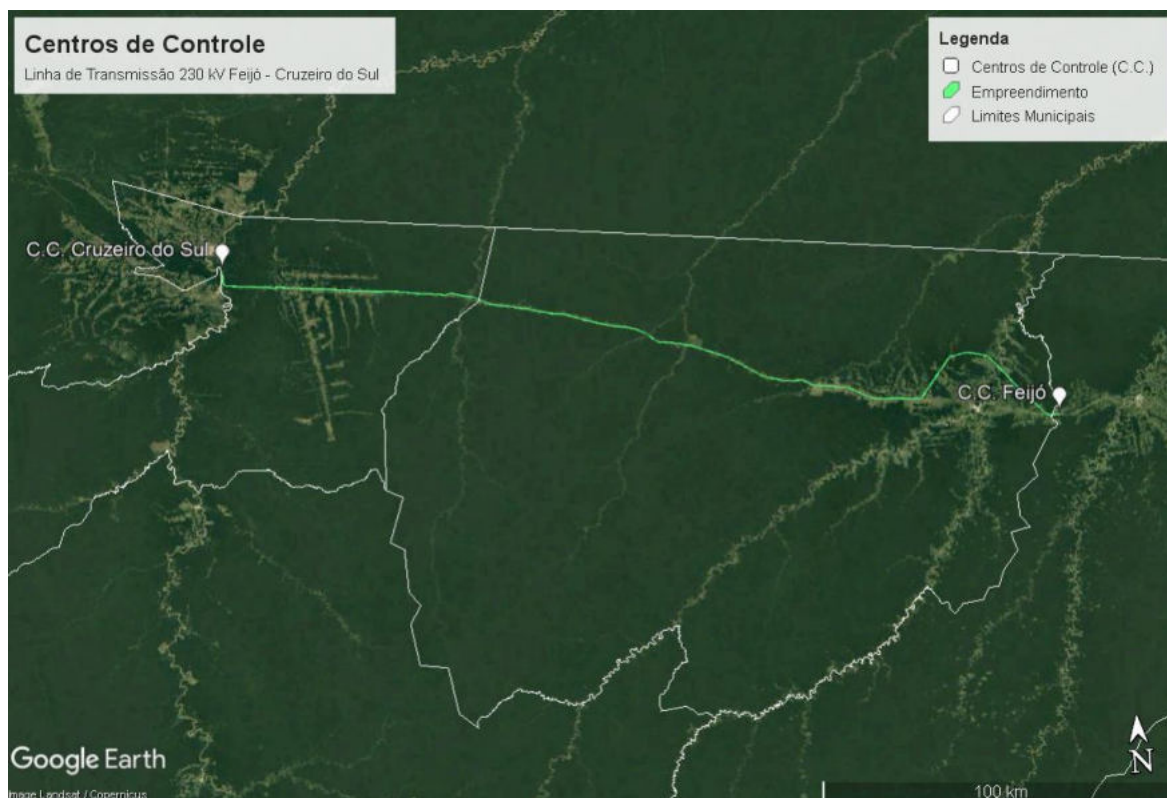 Centros de Controle
Linha de Transmissão 230 kV Feijó - Cruzeiro do Sul
Legenda
Centros de Controle (C.C.)
Empreendimento
Limites Municipais
C.C. Cruzeiro do Sul
C.C. Feijó
Google Earth
Image Landsat / Copernicus
N
100 km